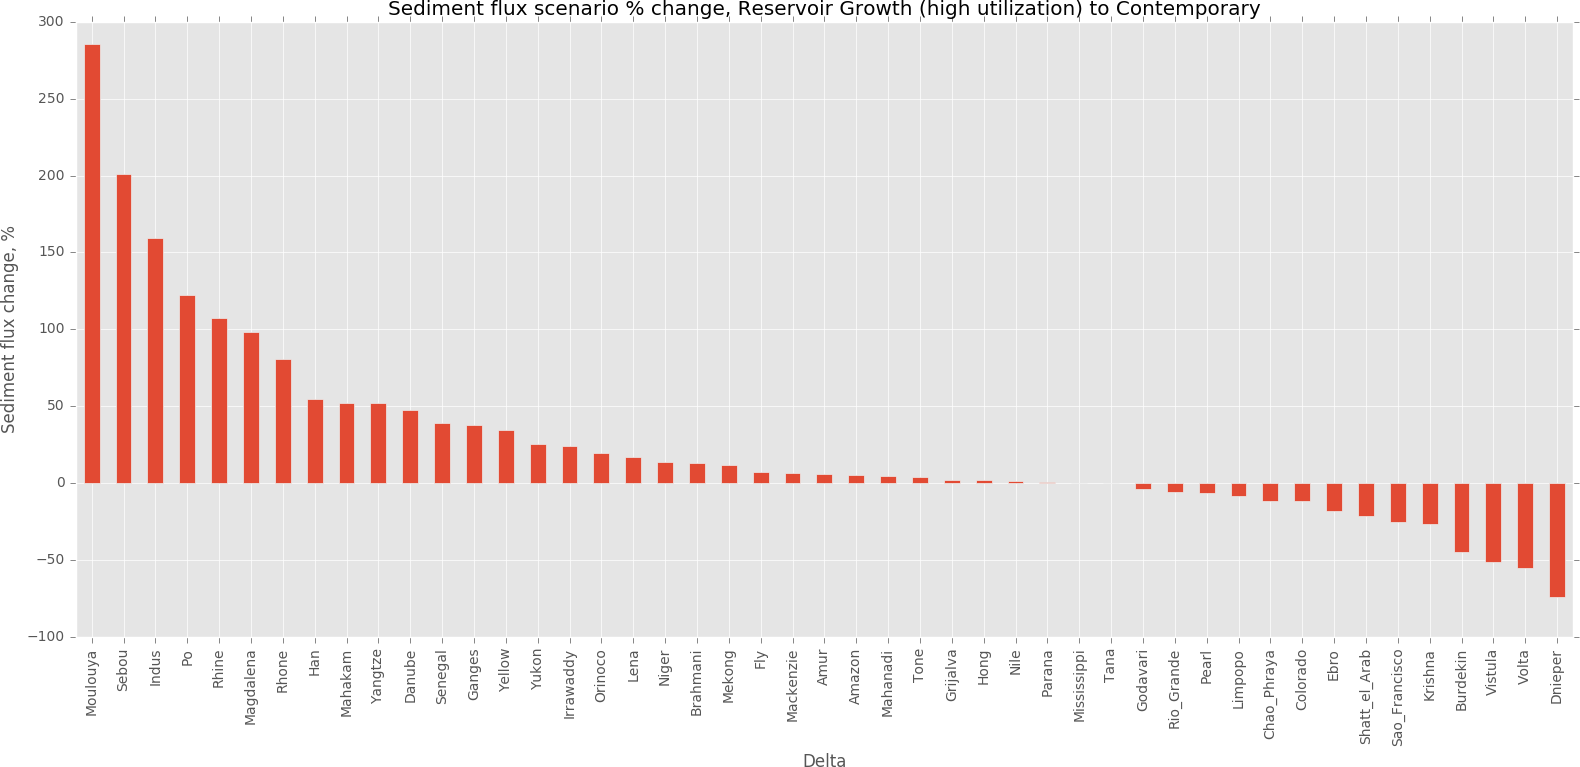 Sediment flux scenario % change, Reservoir Growth (high utilization) to Contemporary
Sediment flux change, %
300
250
200
150
100
50
0
−50
−100
Moulouya
Sebou
Indus
Po
Rhine
Magdalena
Rhone
Han
Mahakam
Yangtze
Danube
Senegal
Ganges
Yellow
Yukon
Irrawaddy
Orinoco
Lena
Niger
Brahmani
Mekong
Fly
Mackenzie
Amur
Amazon
Mahanadi
Tone
Grijalva
Hong
Nile
Parana
Mississippi
Tana
Godavari
Rio_Grande
Pearl
Limpopo
Chao_Phraya
Colorado
Ebro
Shatt_el_Arab
Sao_Francisco
Krishna
Burdekin
Vistula
Volta
Dnieper
Delta